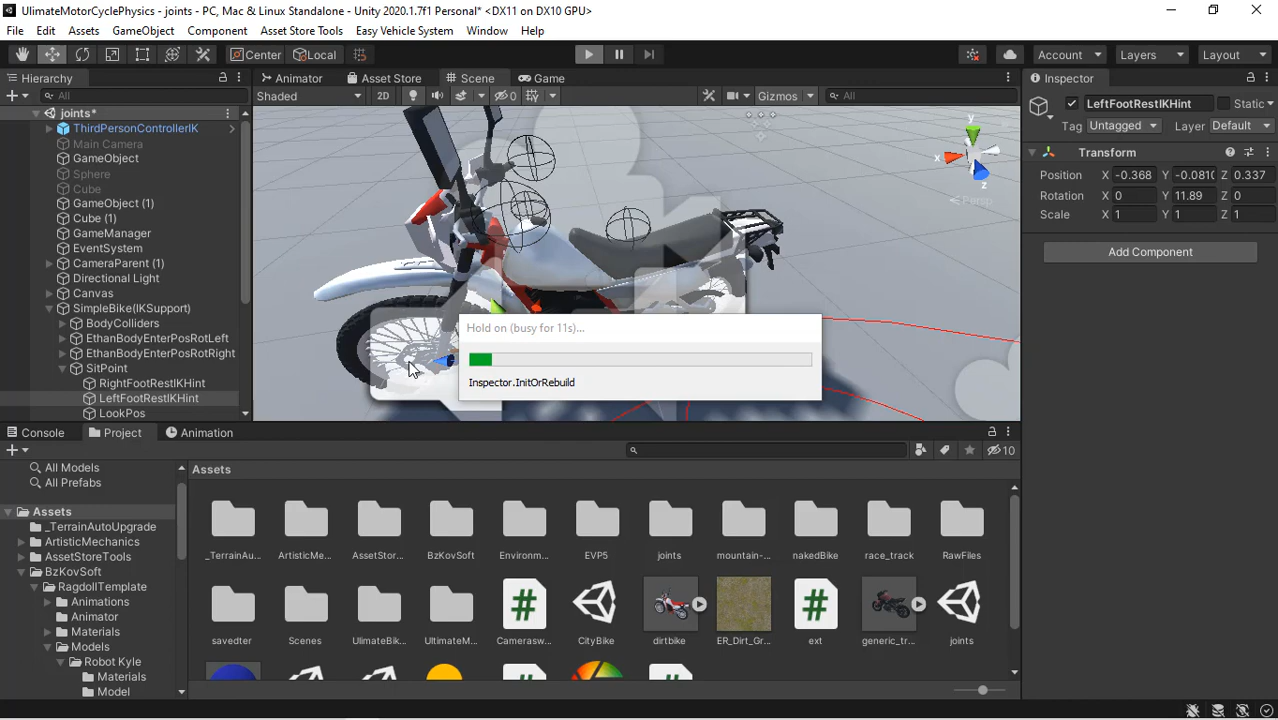 UlimateMotorCyclePhysics - joints - PC, Mac & Linux Standalone - Unity 2020.1.7f1 Personal* <DX11 on DX10 GPU>
File Edit Assets GameObject Component Asset Store Tools Easy Vehicle System Window Help
Center Local Account Layers Layout
Hierarchy Animator Asset Store Scene Game Inspector
All Shaded 2D 0 Gizmos All LeftFootRestIKHint Static
joints* Tag Untagged Layer Default
ThirdPersonControllerIK
Main Camera
GameObject
Sphere
Cube
GameObject (1)
Cube (1)
GameManager
EventSystem
CameraParent (1)
Directional Light
Canvas
SimpleBike(IKSupport)
BodyColliders
EthanBodyEnterPosRotLeft
EthanBodyEnterPosRotRight
SitPoint
RightFootRestIKHint
LeftFootRestIKHint
LookPos
y
x
z
Persp
Transform
Position X -0.368 Y -0.0810 Z 0.337
Rotation X 0 Y 11.89 Z 0
Scale X 1 Y 1 Z 1
Add Component
Hold on (busy for 11s)...
Inspector.InitOrRebuild
Console Project Animation
10
All Models
All Prefabs
Assets
_TerrainAutoUpgrade
ArtisticMechanics
AssetStoreTools
BzKovSoft
RagdollTemplate
Animations
Animator
Materials
Models
Robot Kyle
Materials
Model
Assets
_TerrainAu... ArtisticMe... AssetStor... BzKovSoft Environm... EVP5 joints mountain-... nakedBike race_track RawFiles
savedter Scenes UlimateBik... UltimateM... Camerasw... CityBike dirtbike ER_Dirt_Gr... ext generic_tr... joints